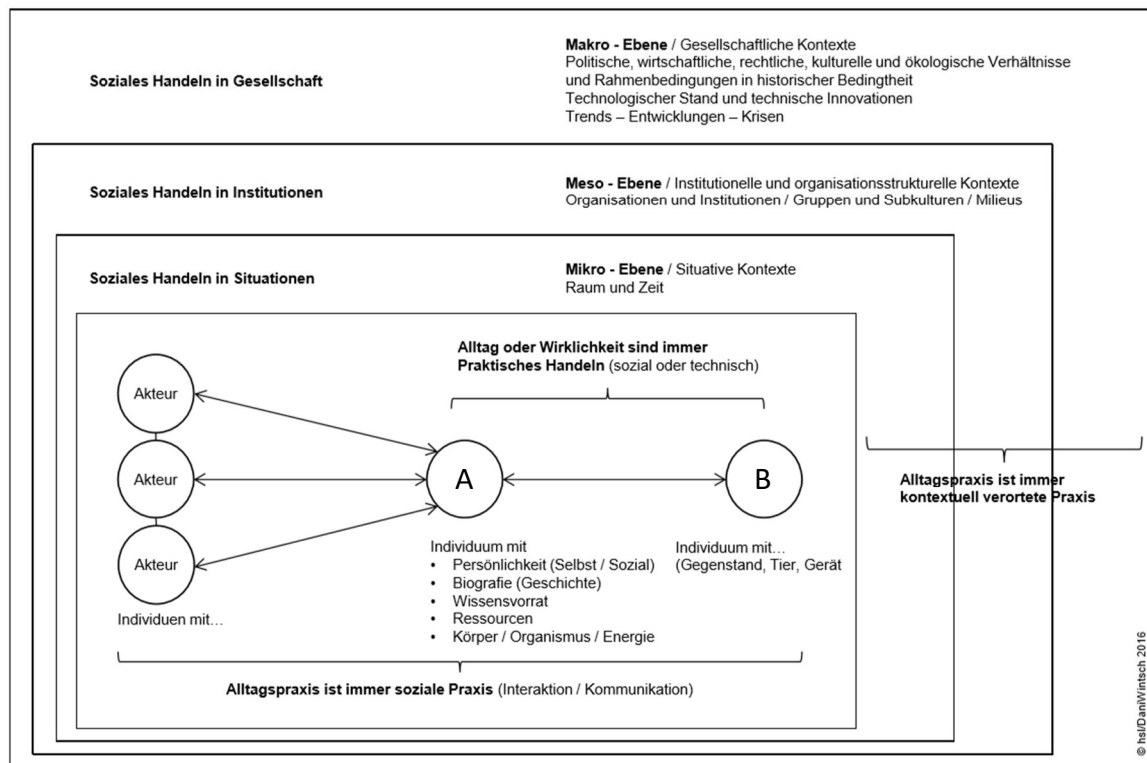 Soziales Handeln in Gesellschaft
Makro - Ebene / Gesellschaftliche Kontexte
Politische, wirtschaftliche, rechtliche, kulturelle und ökologische Verhältnisse
und Rahmenbedingungen in historischer Bedingtheit
Technologischer Stand und technische Innovationen
Trends – Entwicklungen – Krisen
Soziales Handeln in Institutionen
Meso - Ebene / Institutionelle und organisationsstrukturelle Kontexte
Organisationen und Institutionen / Gruppen und Subkulturen / Milieus
Soziales Handeln in Situationen
Mikro - Ebene / Situative Kontexte
Raum und Zeit
Alltag oder Wirklichkeit sind immer
Praktisches Handeln (sozial oder technisch)
Akteur
Akteur
Akteur
Individuen mit...
A
B
Individuum mit
• Persönlichkeit (Selbst / Sozial)
• Biografie (Geschichte)
• Wissensvorrat
• Ressourcen
• Körper / Organismus / Energie
Individuum mit...
(Gegenstand, Tier, Gerät
Alltagspraxis ist immer
kontextuell verortete Praxis
Alltagspraxis ist immer soziale Praxis (Interaktion / Kommunikation)
© hsl/DaniWintsch 2016